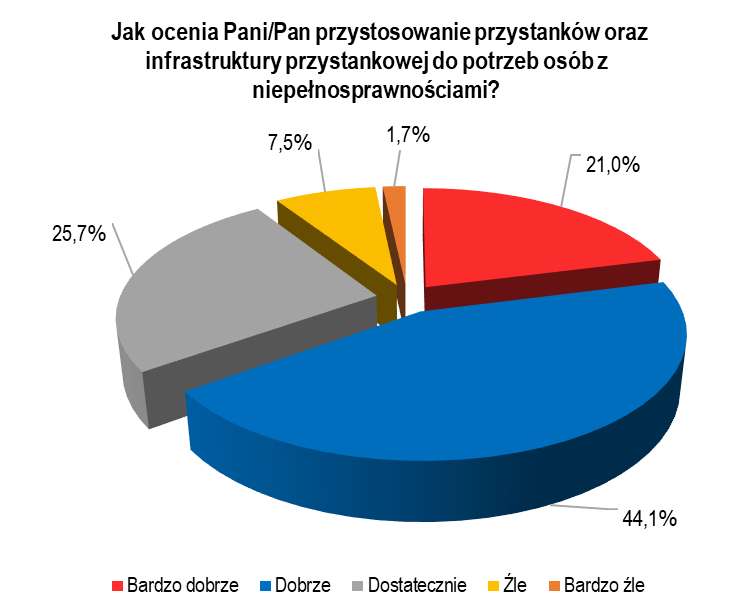 Jak ocenia Pani/Pan przystosowanie przystanków oraz
infrastruktury przystankowej do potrzeb osób z
niepełnosprawnościami?
7,5%
1,7%
21,0%
25,7%
44,1%
Bardzo dobrze Dobrze Dostatecznie Źle Bardzo źle